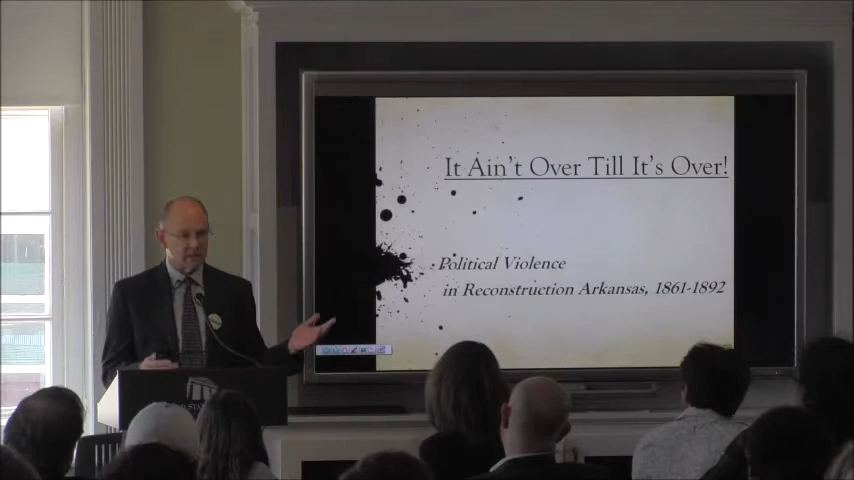 It Ain't Over Till It's Over!
Political Violence
in Reconstruction Arkansas, 1861-1892